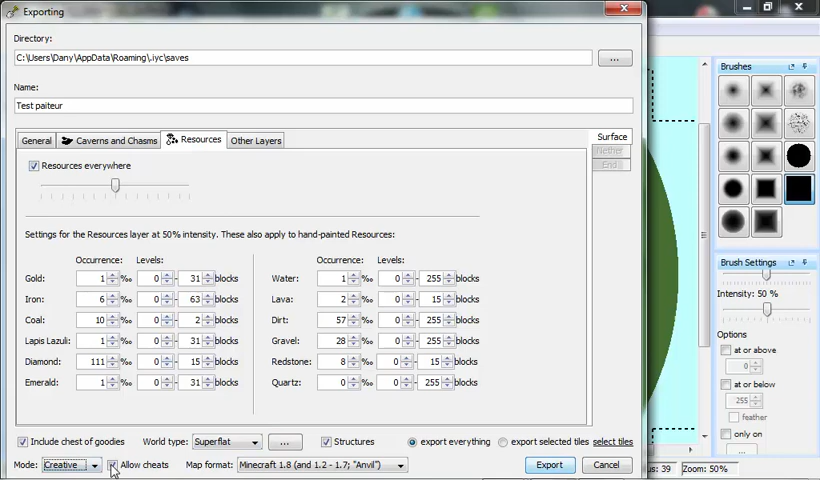 Exporting
Directory:
C:\Users\Dany\AppData\Roaming\.iyc\saves
...
Name:
Test paiteur
General
Caverns and Chasms
Resources
Other Layers
Surface
Nether
End
Resources everywhere
Settings for the Resources layer at 50% intensity. These also apply to hand-painted Resources:
Occurrence: Levels: Occurrence: Levels:
Gold: 1 ‰ 0 - 31 blocks Water: 1 ‰ 0 - 255 blocks
Iron: 6 ‰ 0 - 63 blocks Lava: 2 ‰ 0 - 15 blocks
Coal: 10 ‰ 0 - 2 blocks Dirt: 57 ‰ 0 - 255 blocks
Lapis Lazuli: 1 ‰ 0 - 31 blocks Gravel: 28 ‰ 0 - 255 blocks
Diamond: 111 ‰ 0 - 15 blocks Redstone: 8 ‰ 0 - 15 blocks
Emerald: 1 ‰ 0 - 31 blocks Quartz: 0 ‰ 0 - 255 blocks
Include chest of goodies World type: Superflat ... Structures export everything export selected tiles select tiles
Mode: Creative Allow cheats Map format: Minecraft 1.8 (and 1.2 - 1.7; "Anvil") Export Cancel
Brushes
Brush Settings
Intensity: 50 %
Options
at or above
0
at or below
255
feather
only on
...
us: 39 Zoom: 50%